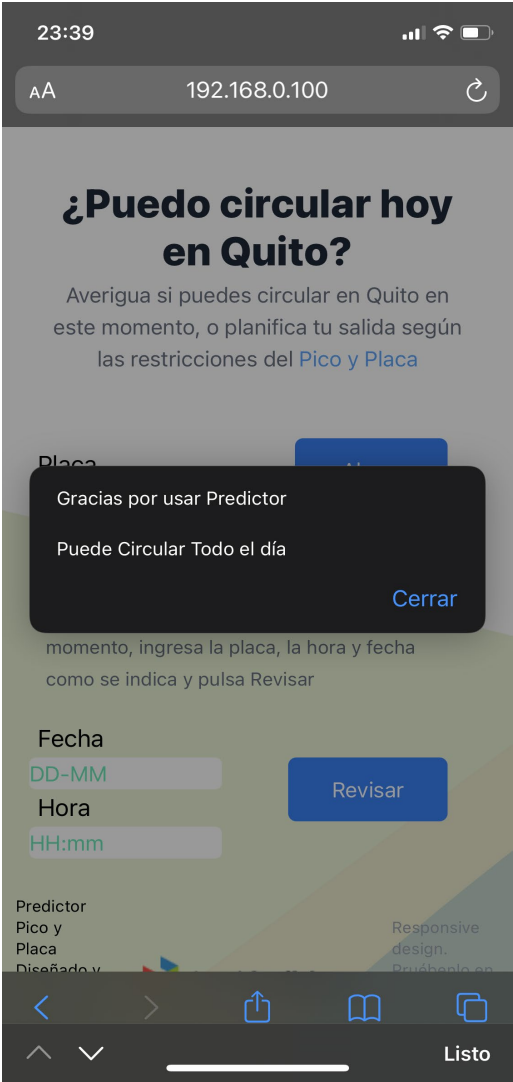 23:39
AA
192.168.0.100
¿Puedo circular hoy
en Quito?
Averigua si puedes circular en Quito en
este momento, o planifica tu salida según
las restricciones del Pico y Placa
Placa
Gracias por usar Predictor
Puede Circular Todo el día
Cerrar
momento, ingresa la placa, la hora y fecha
como se indica y pulsa Revisar
Fecha
DD-MM
Revisar
Hora
HH:mm
Predictor
Pico y
Placa
Diseñado y
Responsive
design.
Pruébenlo en
Listo